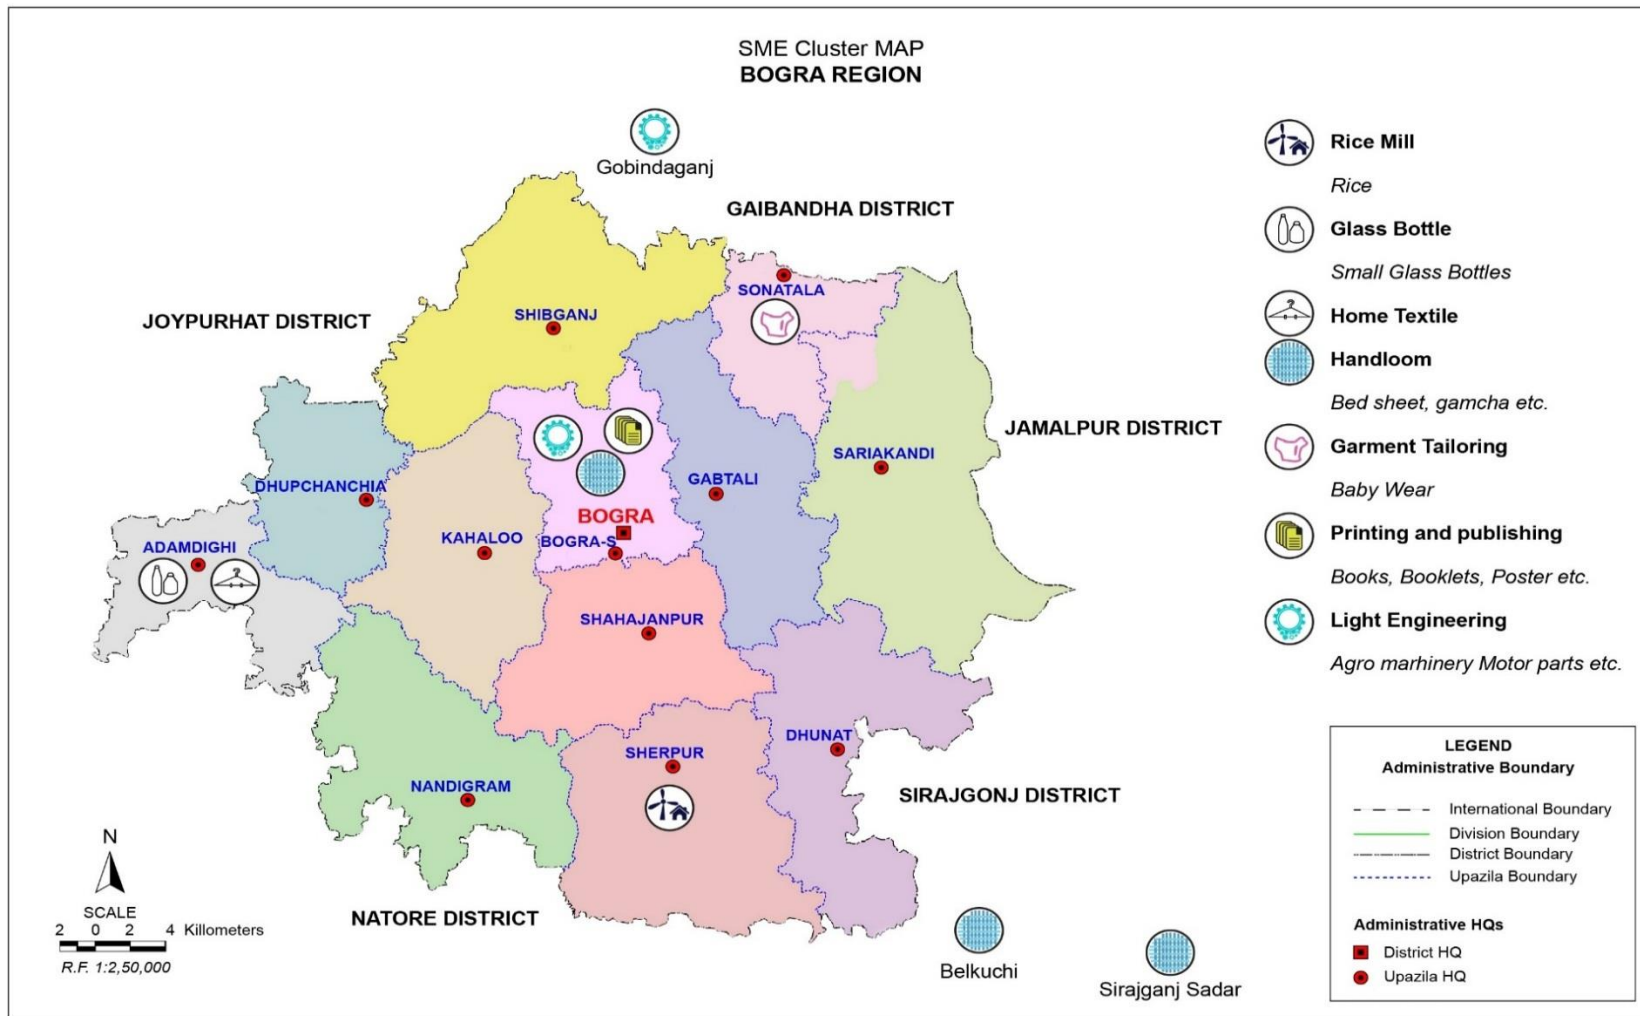 SME Cluster MAP
BOGRA REGION
Gobindaganj
GAIBANDHA DISTRICT
JOYPURHAT DISTRICT
JAMALPUR DISTRICT
SIRAJGONJ DISTRICT
NATORE DISTRICT
SHIBGANJ
SONATALA
SARIAKANDI
GABTALI
DHUPCHANCHIA
KAHALOO
BOGRA
BOGRA-S
ADAMDIGHI
SHAHAJANPUR
DHUNAT
SHERPUR
NANDIGRAM
Belkuchi
Sirajganj Sadar
Rice Mill
Rice
Glass Bottle
Small Glass Bottles
Home Textile
Handloom
Bed sheet, gamcha etc.
Garment Tailoring
Baby Wear
Printing and publishing
Books, Booklets, Poster etc.
Light Engineering
Agro marhinery Motor parts etc.
LEGEND
Administrative Boundary
International Boundary
Division Boundary
District Boundary
Upazila Boundary
Administrative HQs
District HQ
Upazila HQ
N
SCALE
2 0 2 4 Killometers
R.F. 1:2,50,000